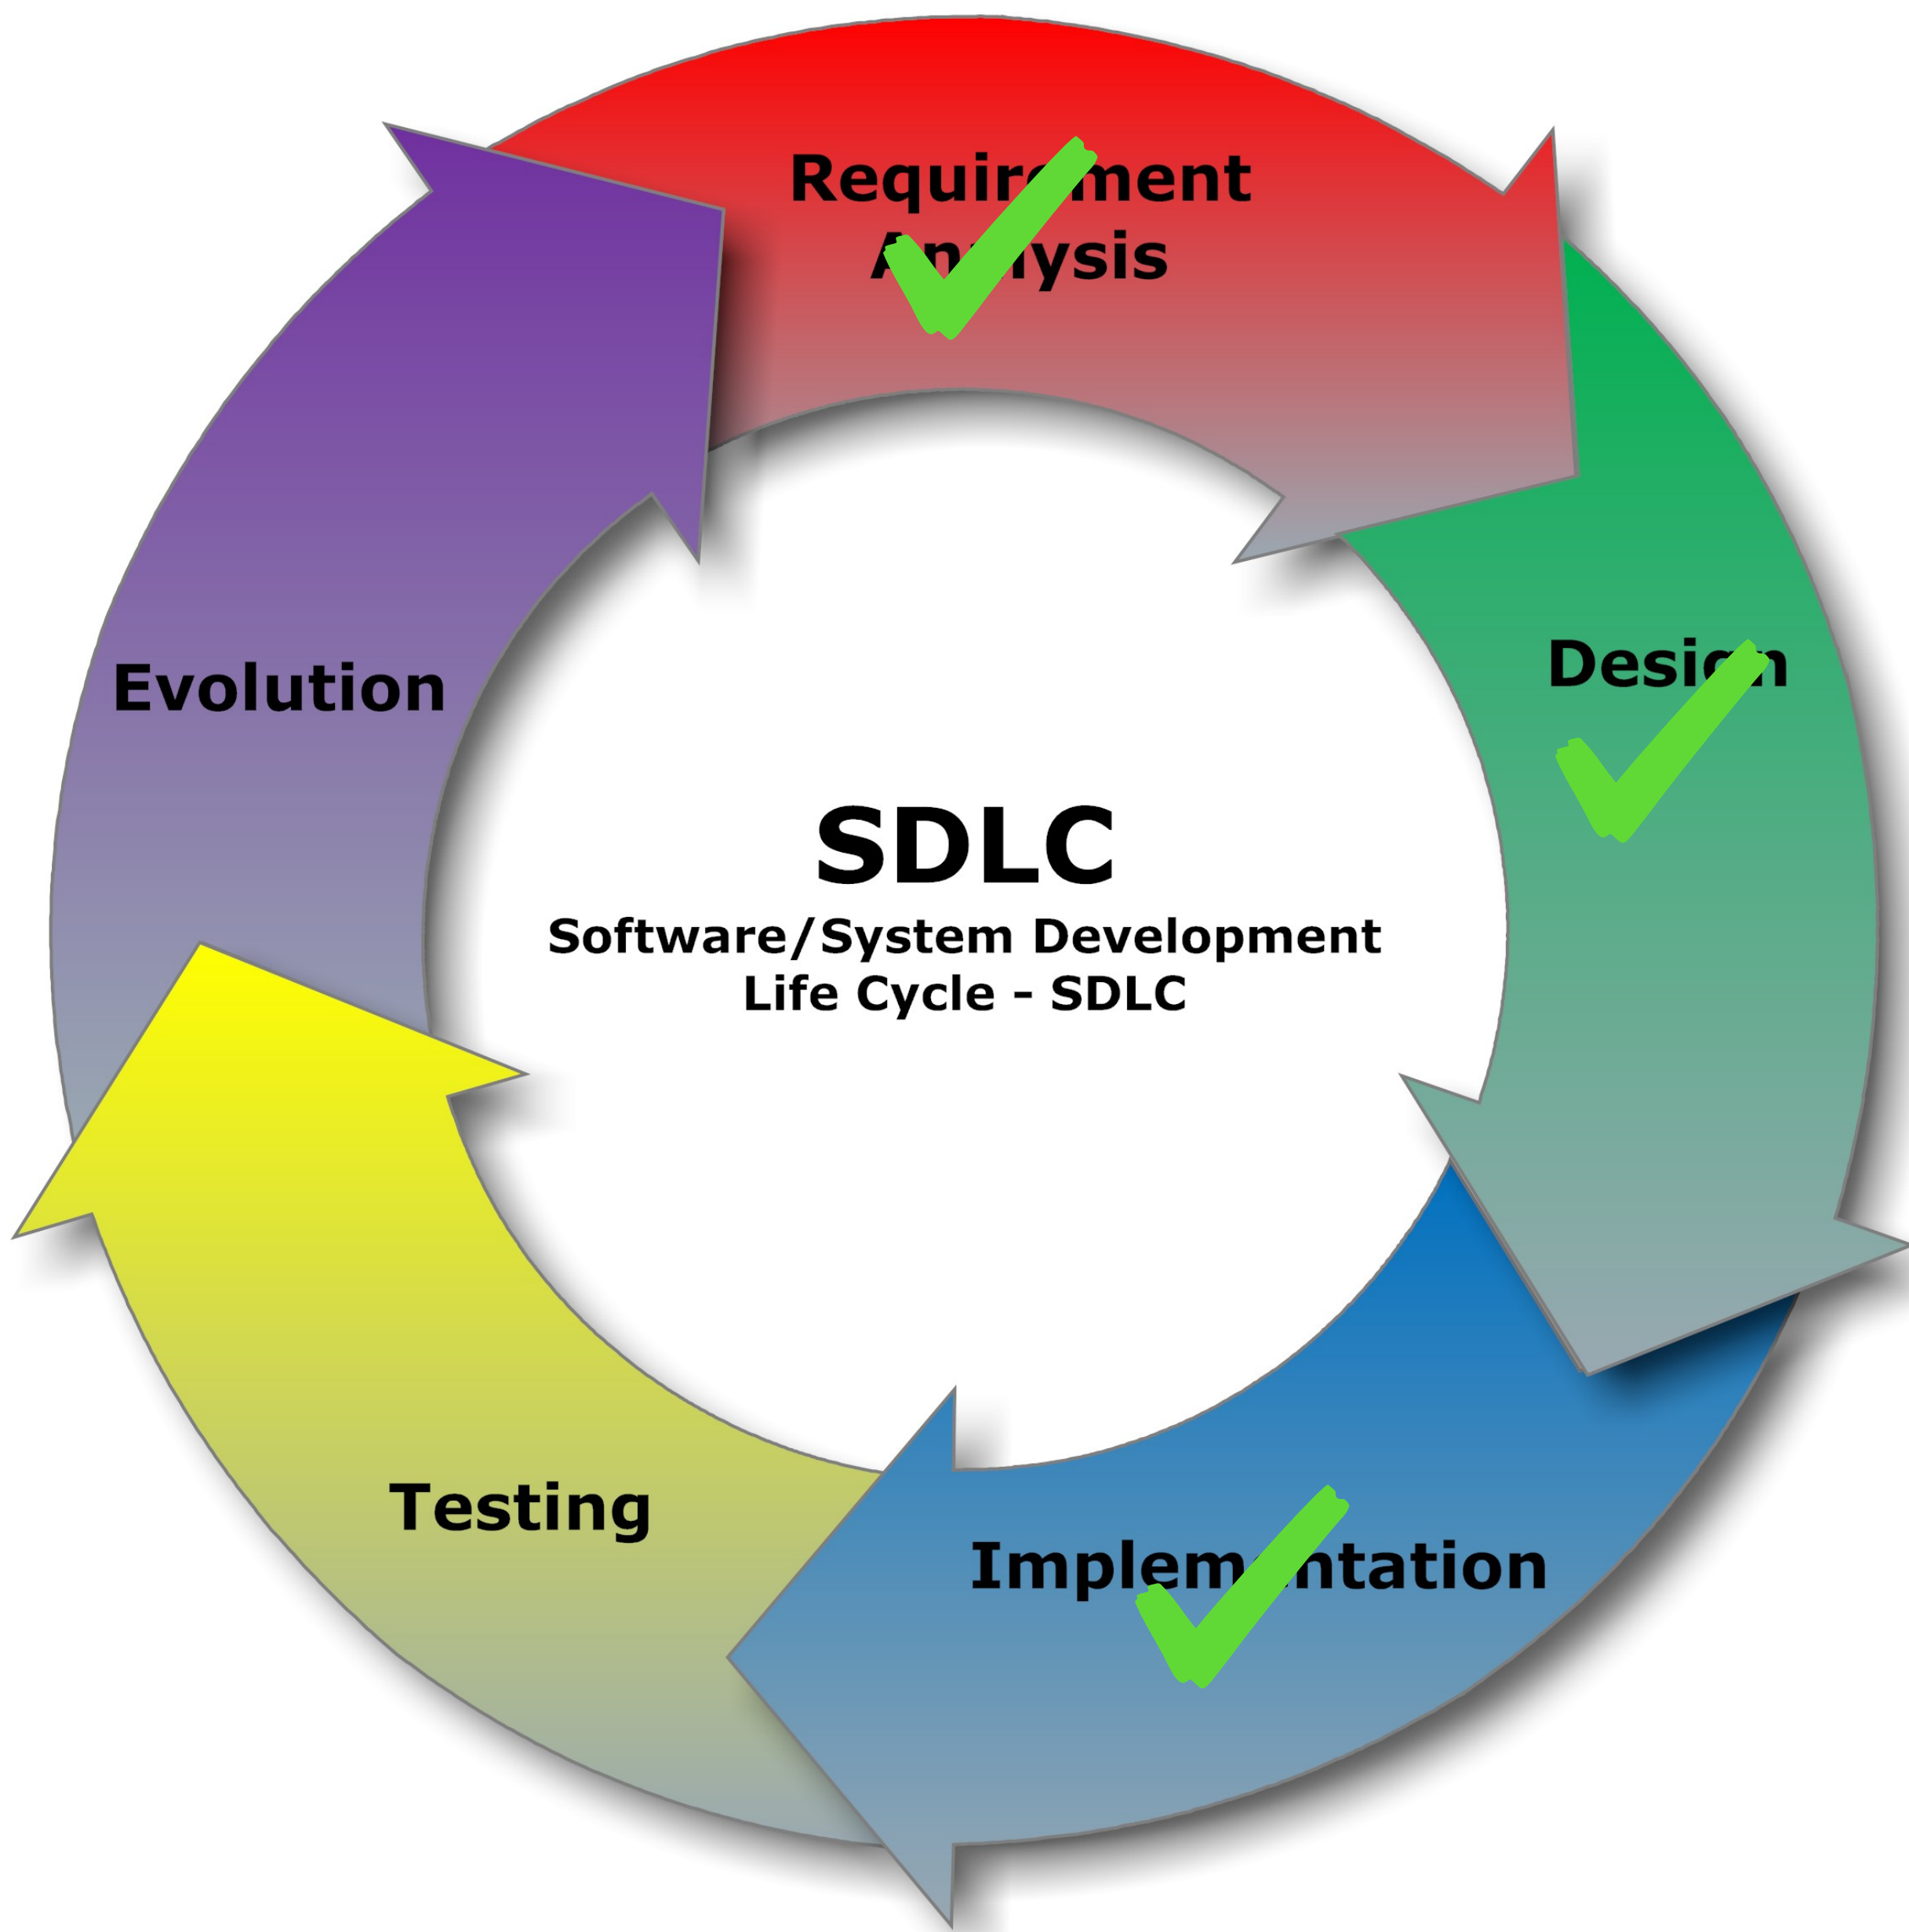 Requirement
Analysis
Design
Implementation
Testing
Evolution
SDLC
Software/System Development
Life Cycle - SDLC